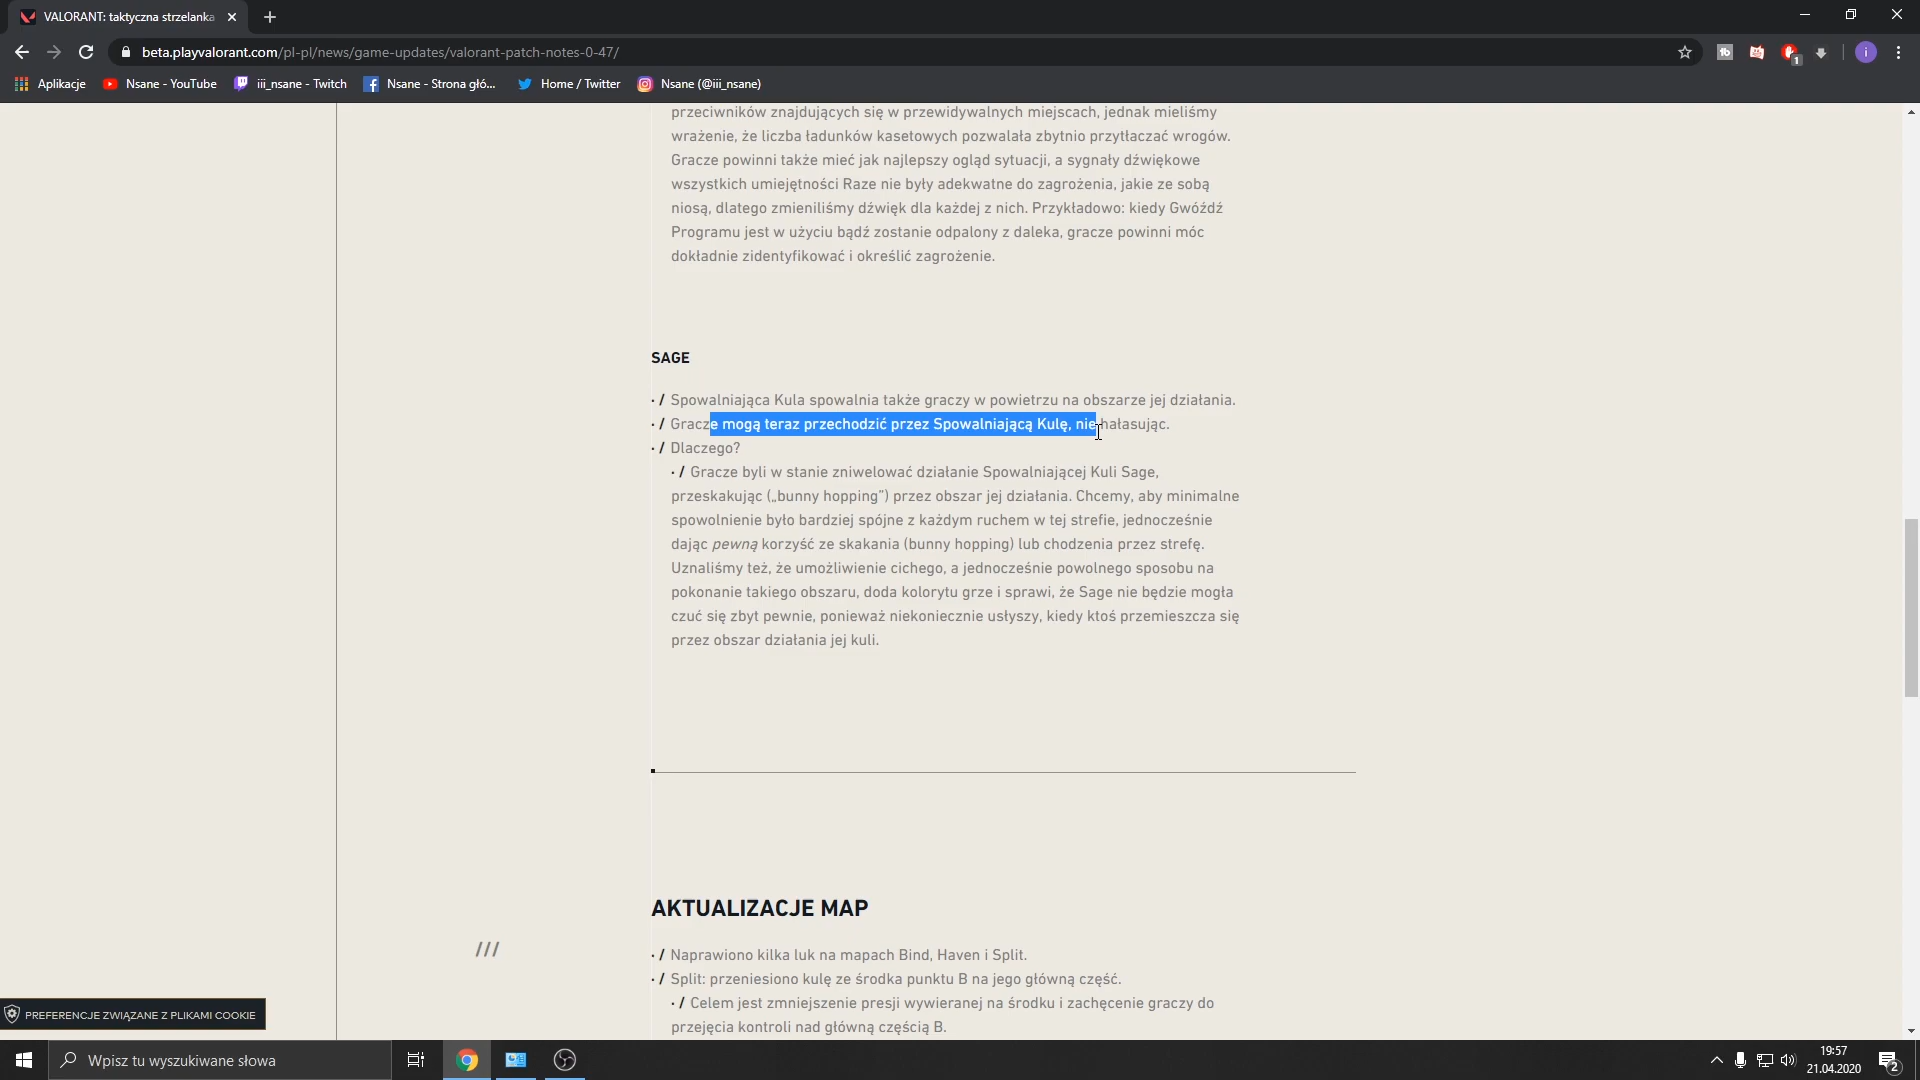 VALORANT: taktyczna strzelanka
beta.playvalorant.com/pl-pl/news/game-updates/valorant-patch-notes-0-47/
1
i
Aplikacje
Nsane - YouTube
iii_nsane - Twitch
Nsane - Strona głó...
Home / Twitter
Nsane (@iii_nsane)
przeciwników znajdujących się w przewidywalnych miejscach, jednak mieliśmy
wrażenie, że liczba ładunków kasetowych pozwalała zbytnio przytłaczać wrogów.
Gracze powinni także mieć jak najlepszy ogląd sytuacji, a sygnały dźwiękowe
wszystkich umiejętności Raze nie były adekwatne do zagrożenia, jakie ze sobą
niosą, dlatego zmieniliśmy dźwięk dla każdej z nich. Przykładowo: kiedy Gwóźdź
Programu jest w użyciu bądź zostanie odpalony z daleka, gracze powinni móc
dokładnie zidentyfikować i określić zagrożenie.
SAGE
· / Spowalniająca Kula spowalnia także graczy w powietrzu na obszarze jej działania.
· / Gracze mogą teraz przechodzić przez Spowalniającą Kulę, nie hałasując.
· / Dlaczego?
· / Gracze byli w stanie zniwelować działanie Spowalniającej Kuli Sage,
przeskakując („bunny hopping”) przez obszar jej działania. Chcemy, aby minimalne
spowolnienie było bardziej spójne z każdym ruchem w tej strefie, jednocześnie
dając pewną korzyść ze skakania (bunny hopping) lub chodzenia przez strefę.
Uznaliśmy też, że umożliwienie cichego, a jednocześnie powolnego sposobu na
pokonanie takiego obszaru, doda kolorytu grze i sprawi, że Sage nie będzie mogła
czuć się zbyt pewnie, ponieważ niekoniecznie usłyszy, kiedy ktoś przemieszcza się
przez obszar działania jej kuli.
AKTUALIZACJE MAP
///
· / Naprawiono kilka luk na mapach Bind, Haven i Split.
· / Split: przeniesiono kulę ze środka punktu B na jego główną część.
· / Celem jest zmniejszenie presji wywieranej na środku i zachęcenie graczy do
przejęcia kontroli nad główną częścią B.
PREFERENCJE ZWIĄZANE Z PLIKAMI COOKIE
Wpisz tu wyszukiwane słowa
19:57
21.04.2020
2